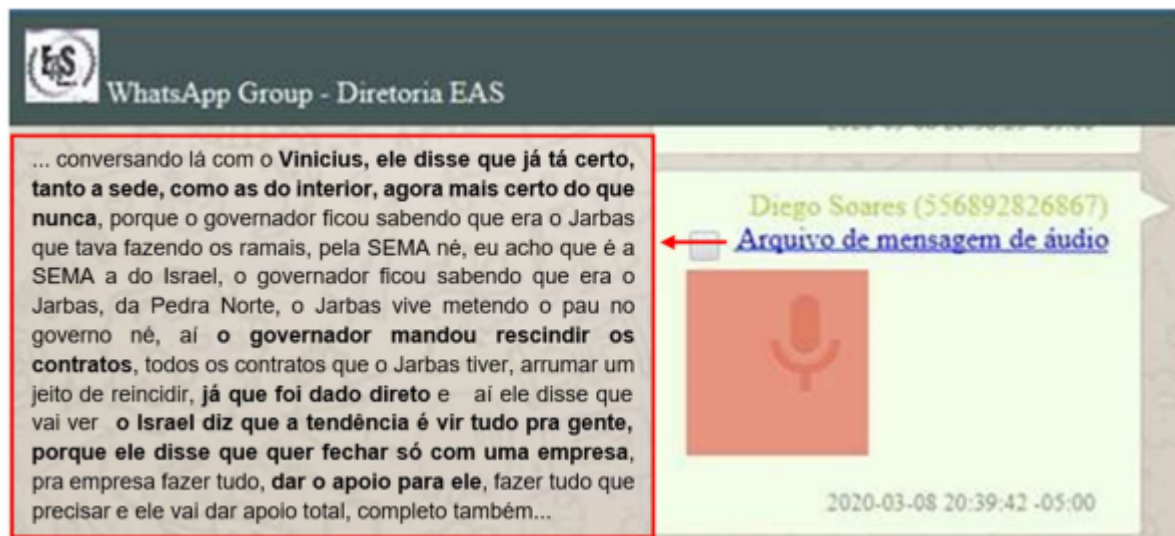 EAS
WhatsApp Group - Diretoria EAS
... conversando lá com o Vinicius, ele disse que já tá certo,
tanto a sede, como as do interior, agora mais certo do que
nunca, porque o governador ficou sabendo que era o Jarbas
que tava fazendo os ramais, pela SEMA né, eu acho que é a
SEMA a do Israel, o governador ficou sabendo que era o
Jarbas, da Pedra Norte, o Jarbas vive metendo o pau no
governo né, aí o governador mandou rescindir os
contratos, todos os contratos que o Jarbas tiver, arrumar um
jeito de reincidir, já que foi dado direto e aí ele disse que
vai ver o Israel diz que a tendência é vir tudo pra gente,
porque ele disse que quer fechar só com uma empresa,
pra empresa fazer tudo, dar o apoio para ele, fazer tudo que
precisar e ele vai dar apoio total, completo também...
Diego Soares (556892826867)
Arquivo de mensagem de áudio
2020-03-08 20:39:42 -05:00